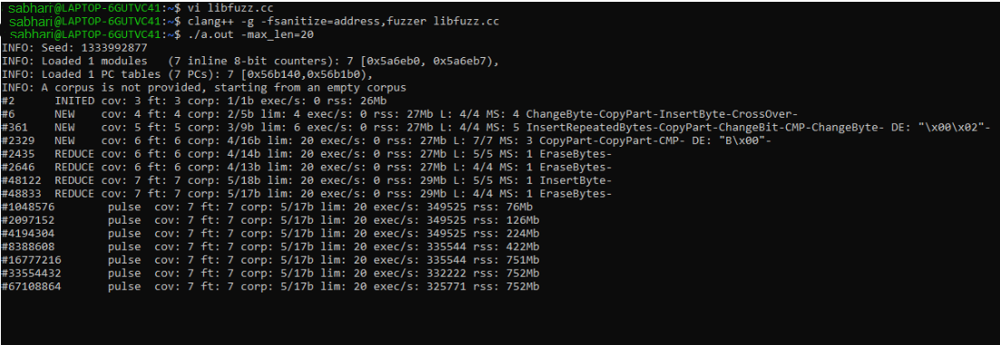 sabhari@LAPTOP-6GUTVC41:~$ vi libfuzz.cc
sabhari@LAPTOP-6GUTVC41:~$ clang++ -g -fsanitize=address,fuzzer libfuzz.cc
sabhari@LAPTOP-6GUTVC41:~$ ./a.out -max_len=20
INFO: Seed: 1333992877
INFO: Loaded 1 modules   (7 inline 8-bit counters): 7 [0x5a6eb0, 0x5a6eb7),
INFO: Loaded 1 PC tables (7 PCs): 7 [0x56b140,0x56b1b0),
INFO: A corpus is not provided, starting from an empty corpus
#2      INITED cov: 3 ft: 3 corp: 1/1b exec/s: 0 rss: 26Mb
#6      NEW    cov: 4 ft: 4 corp: 2/5b lim: 4 exec/s: 0 rss: 27Mb L: 4/4 MS: 4 ChangeByte-CopyPart-InsertByte-CrossOver-
#361    NEW    cov: 5 ft: 5 corp: 3/9b lim: 6 exec/s: 0 rss: 27Mb L: 4/4 MS: 5 InsertRepeatedBytes-CopyPart-ChangeBit-CMP-ChangeByte- DE: "\x00\x02"-
#2329   NEW    cov: 6 ft: 6 corp: 4/16b lim: 20 exec/s: 0 rss: 27Mb L: 7/7 MS: 3 CopyPart-CopyPart-CMP- DE: "B\x00"-
#2435   REDUCE cov: 6 ft: 6 corp: 4/14b lim: 20 exec/s: 0 rss: 27Mb L: 5/5 MS: 1 EraseBytes-
#2646   REDUCE cov: 6 ft: 6 corp: 4/13b lim: 20 exec/s: 0 rss: 27Mb L: 4/4 MS: 1 EraseBytes-
#48122  REDUCE cov: 7 ft: 7 corp: 5/18b lim: 20 exec/s: 0 rss: 29Mb L: 5/5 MS: 1 InsertByte-
#48833  REDUCE cov: 7 ft: 7 corp: 5/17b lim: 20 exec/s: 0 rss: 29Mb L: 4/4 MS: 1 EraseBytes-
#1048576        pulse  cov: 7 ft: 7 corp: 5/17b lim: 20 exec/s: 349525 rss: 76Mb
#2097152        pulse  cov: 7 ft: 7 corp: 5/17b lim: 20 exec/s: 349525 rss: 126Mb
#4194304        pulse  cov: 7 ft: 7 corp: 5/17b lim: 20 exec/s: 349525 rss: 224Mb
#8388608        pulse  cov: 7 ft: 7 corp: 5/17b lim: 20 exec/s: 335544 rss: 422Mb
#16777216       pulse  cov: 7 ft: 7 corp: 5/17b lim: 20 exec/s: 335544 rss: 751Mb
#33554432       pulse  cov: 7 ft: 7 corp: 5/17b lim: 20 exec/s: 332222 rss: 752Mb
#67108864       pulse  cov: 7 ft: 7 corp: 5/17b lim: 20 exec/s: 325771 rss: 752Mb